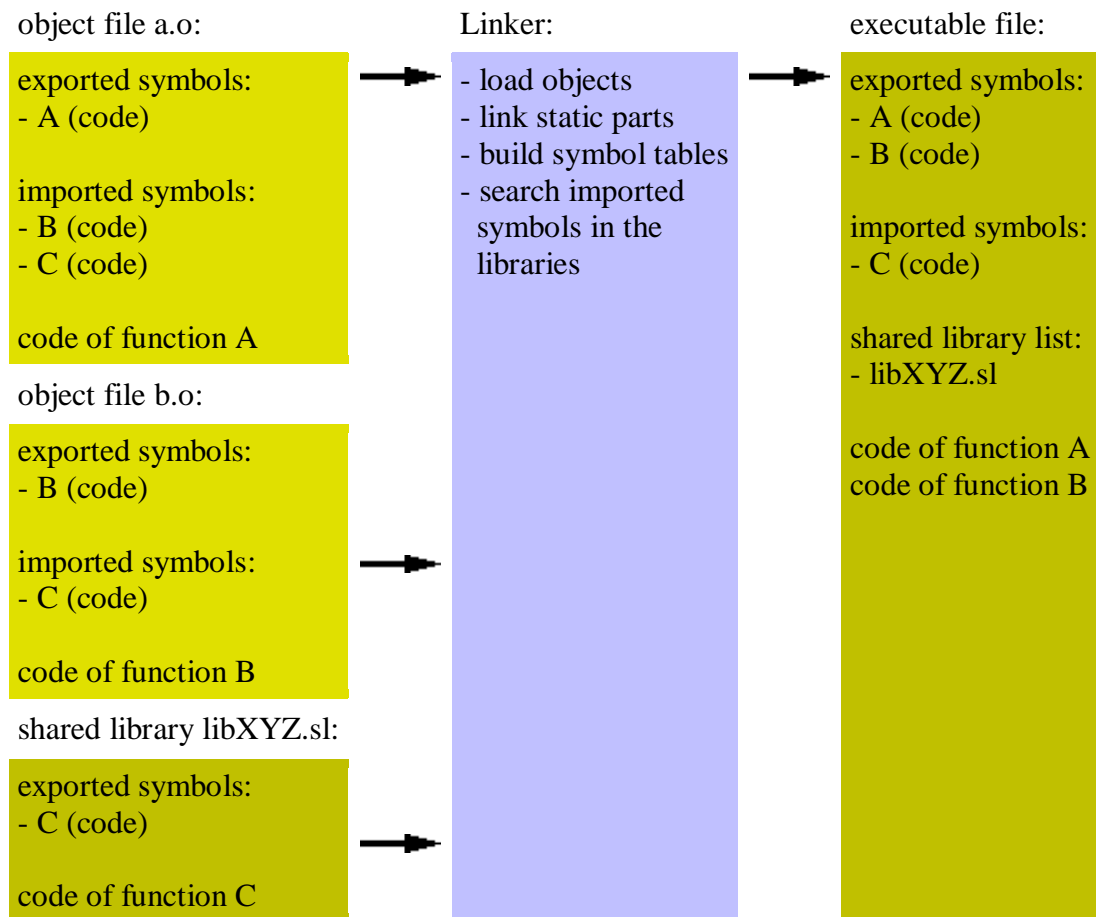 object file a.o:
exported symbols:
- A (code)
imported symbols:
- B (code)
- C (code)
code of function A
object file b.o:
exported symbols:
- B (code)
imported symbols:
- C (code)
code of function B
shared library libXYZ.sl:
exported symbols:
- C (code)
code of function C
Linker:
- load objects
- link static parts
- build symbol tables
- search imported
symbols in the
libraries
executable file:
exported symbols:
- A (code)
- B (code)
imported symbols:
- C (code)
shared library list:
- libXYZ.sl
code of function A
code of function B